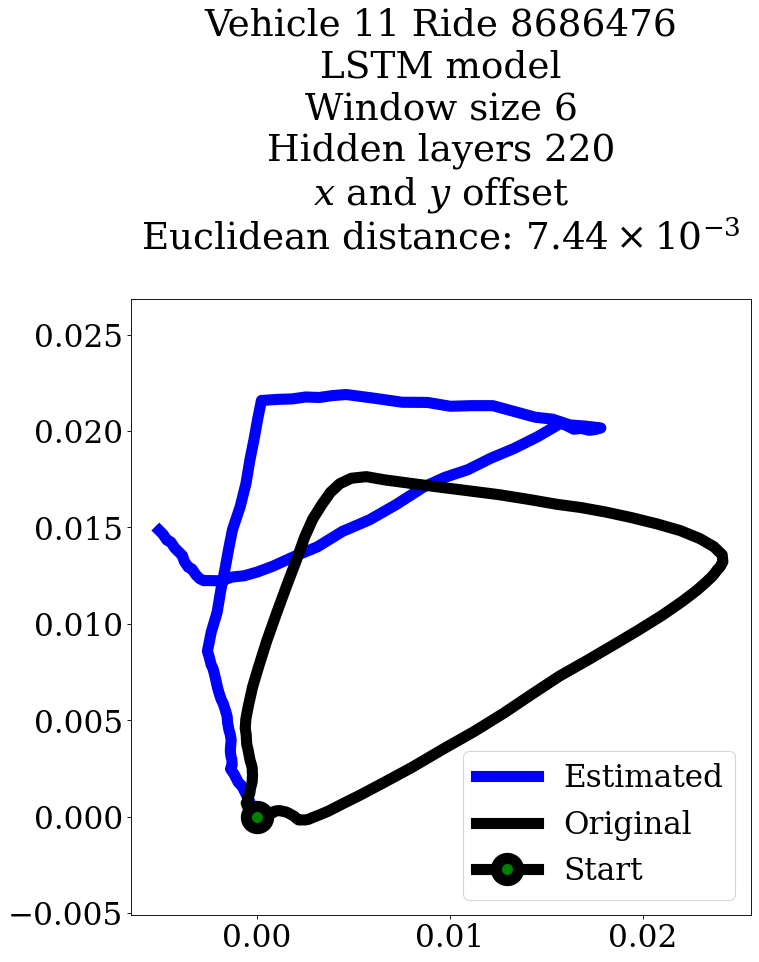 Vehicle 11 Ride 8686476
LSTM model
Window size 6
Hidden layers 220
x and y offset
Euclidean distance: 7.44 × 10⁻³
0.025
0.020
0.015
0.010
0.005
0.000
−0.005
0.00 0.01 0.02
Estimated
Original
Start